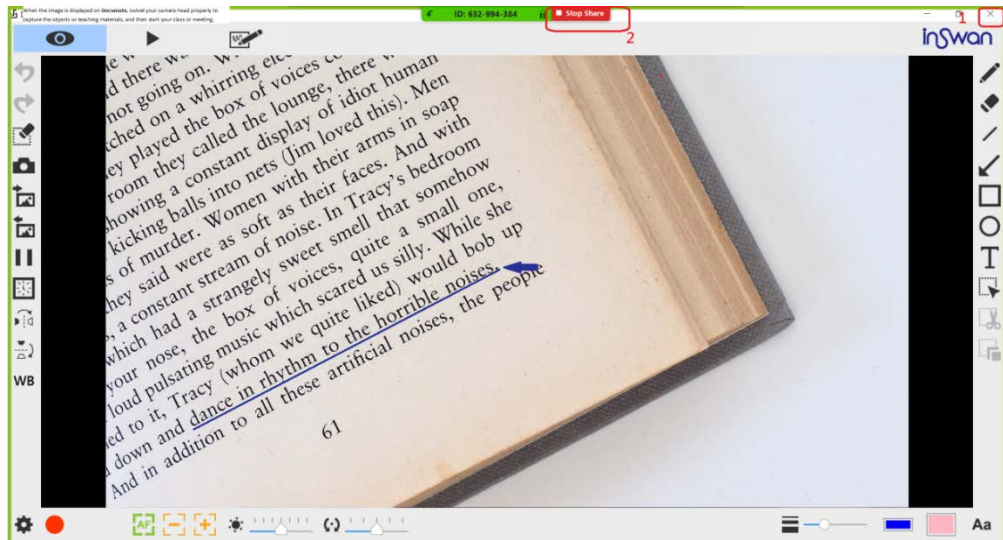 When the image is displayed on Documate, swivel your camera head properly to
capture the objects or teaching materials, and then start your class or meeting.
ID: 632-994-384
Stop Share
1
2
inswan
d there wa
not going on. W
ched on a whirring elec
ey played the box of voices c
room they called the lounge, there w
howing a constant display of idiot human
kicking balls into nets (Jim loved this). Men
s of murder. Women with their arms in soap
hey said were as soft as their faces. And with
, a constant stream of noise. In Tracy's bedroom
which had a strangely sweet smell that somehow
your nose, the box of voices, quite a small one,
loud pulsating music which scared us silly. While she
ed to it, Tracy (whom we quite liked) would bob up
down and dance in rhythm to the horrible noises.
And in addition to all these artificial noises, the people
61
WB
AF
T
Aa